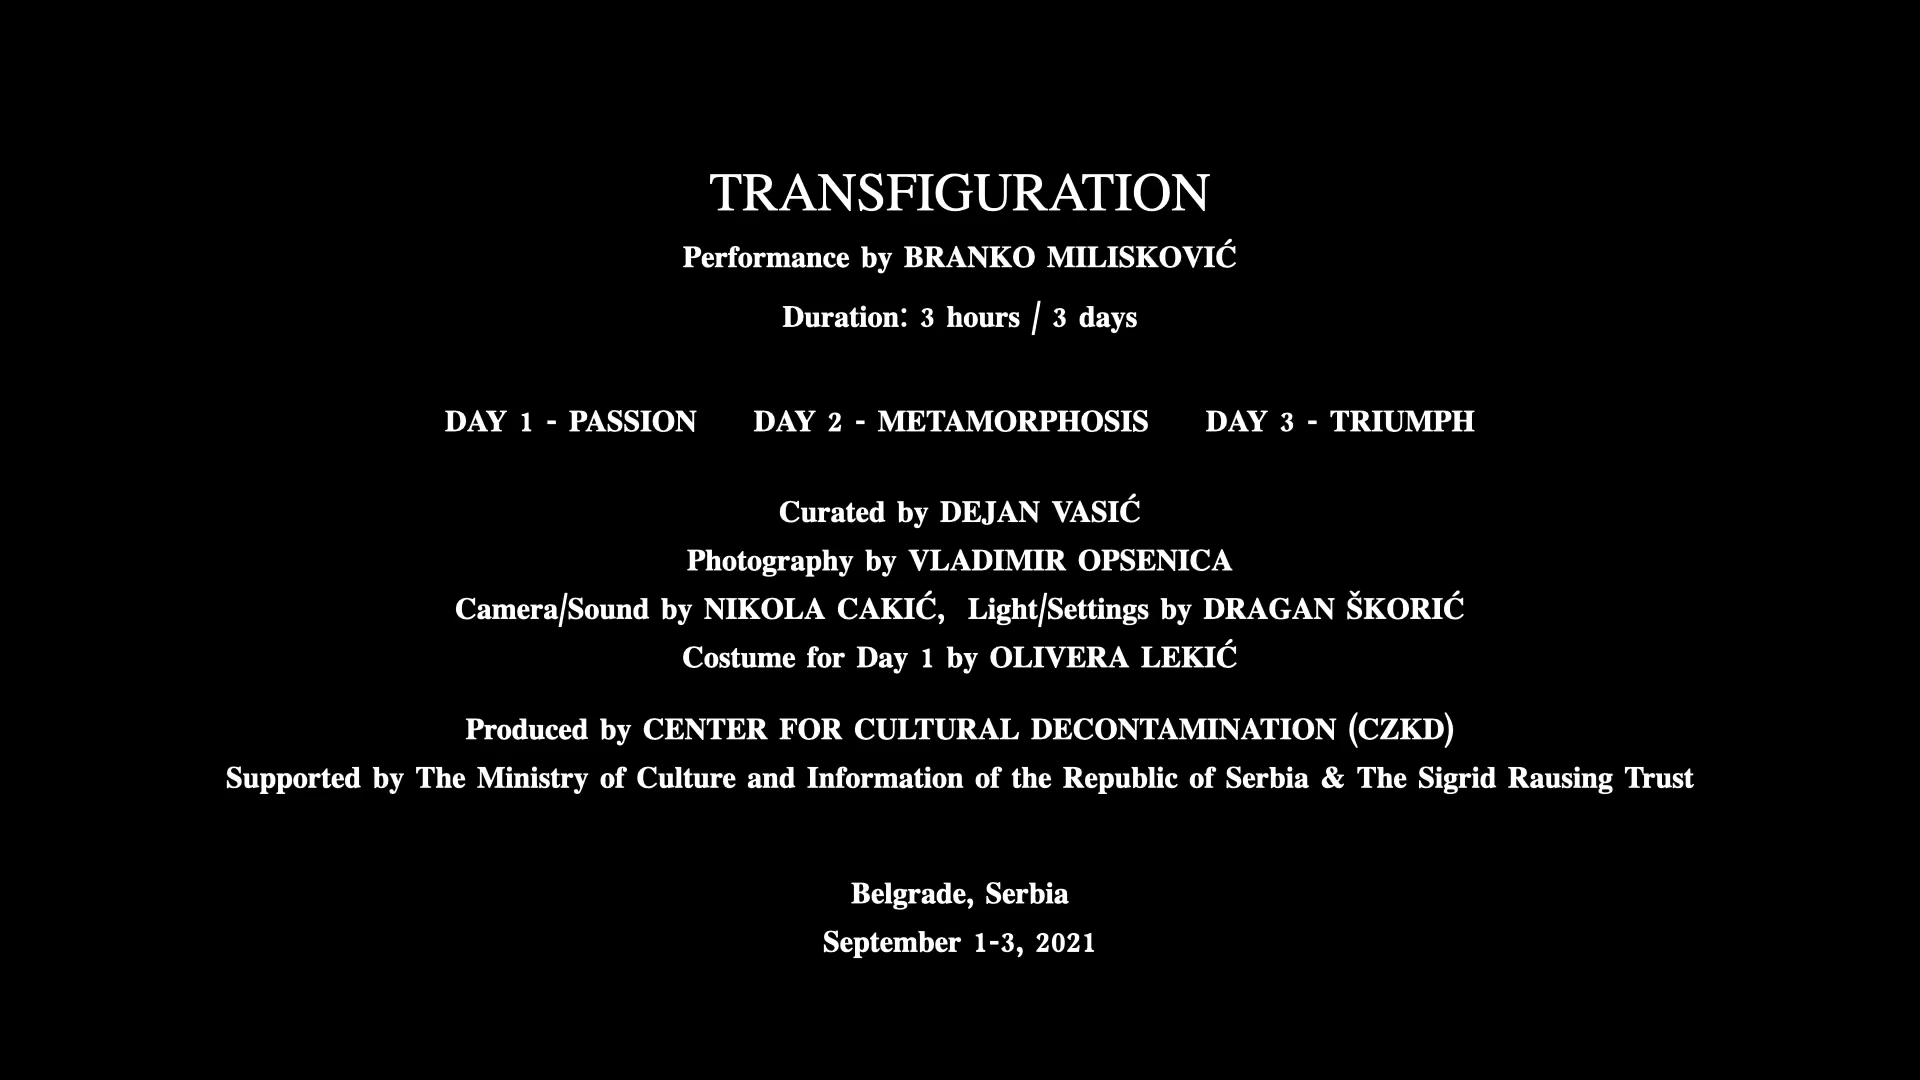 TRANSFIGURATION
Performance by BRANKO MILISKOVIĆ
Duration: 3 hours / 3 days
DAY 1 - PASSION DAY 2 - METAMORPHOSIS DAY 3 - TRIUMPH
Curated by DEJAN VASIĆ
Photography by VLADIMIR OPSENICA
Camera/Sound by NIKOLA CAKIĆ, Light/Settings by DRAGAN ŠKORIĆ
Costume for Day 1 by OLIVERA LEKIĆ
Produced by CENTER FOR CULTURAL DECONTAMINATION (CZKD)
Supported by The Ministry of Culture and Information of the Republic of Serbia & The Sigrid Rausing Trust
Belgrade, Serbia
September 1-3, 2021